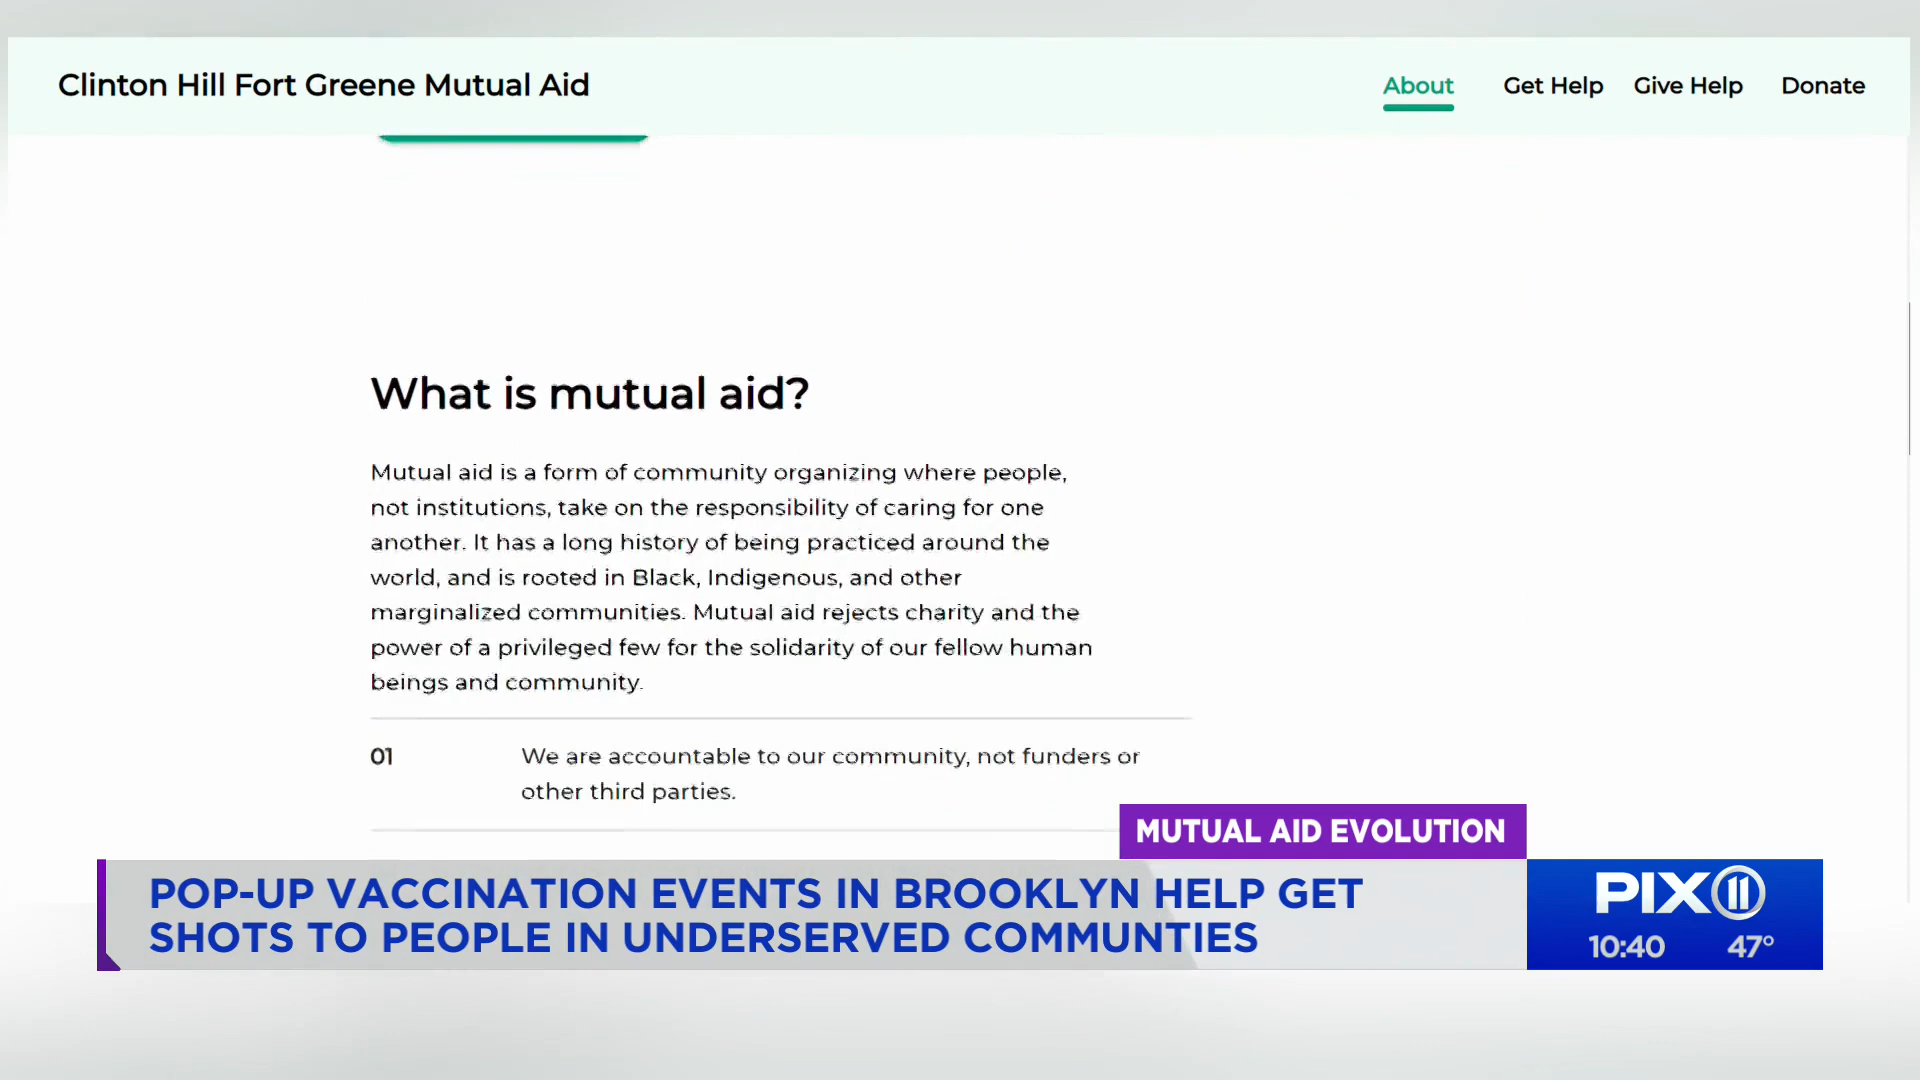 Clinton Hill Fort Greene Mutual Aid
About Get Help Give Help Donate
What is mutual aid?
Mutual aid is a form of community organizing where people,
not institutions, take on the responsibility of caring for one
another. It has a long history of being practiced around the
world, and is rooted in Black, Indigenous, and other
marginalized communities. Mutual aid rejects charity and the
power of a privileged few for the solidarity of our fellow human
beings and community.
01
We are accountable to our community, not funders or
other third parties.
MUTUAL AID EVOLUTION
POP-UP VACCINATION EVENTS IN BROOKLYN HELP GET
SHOTS TO PEOPLE IN UNDERSERVED COMMUNTIES
PIX 11
10:40 47°